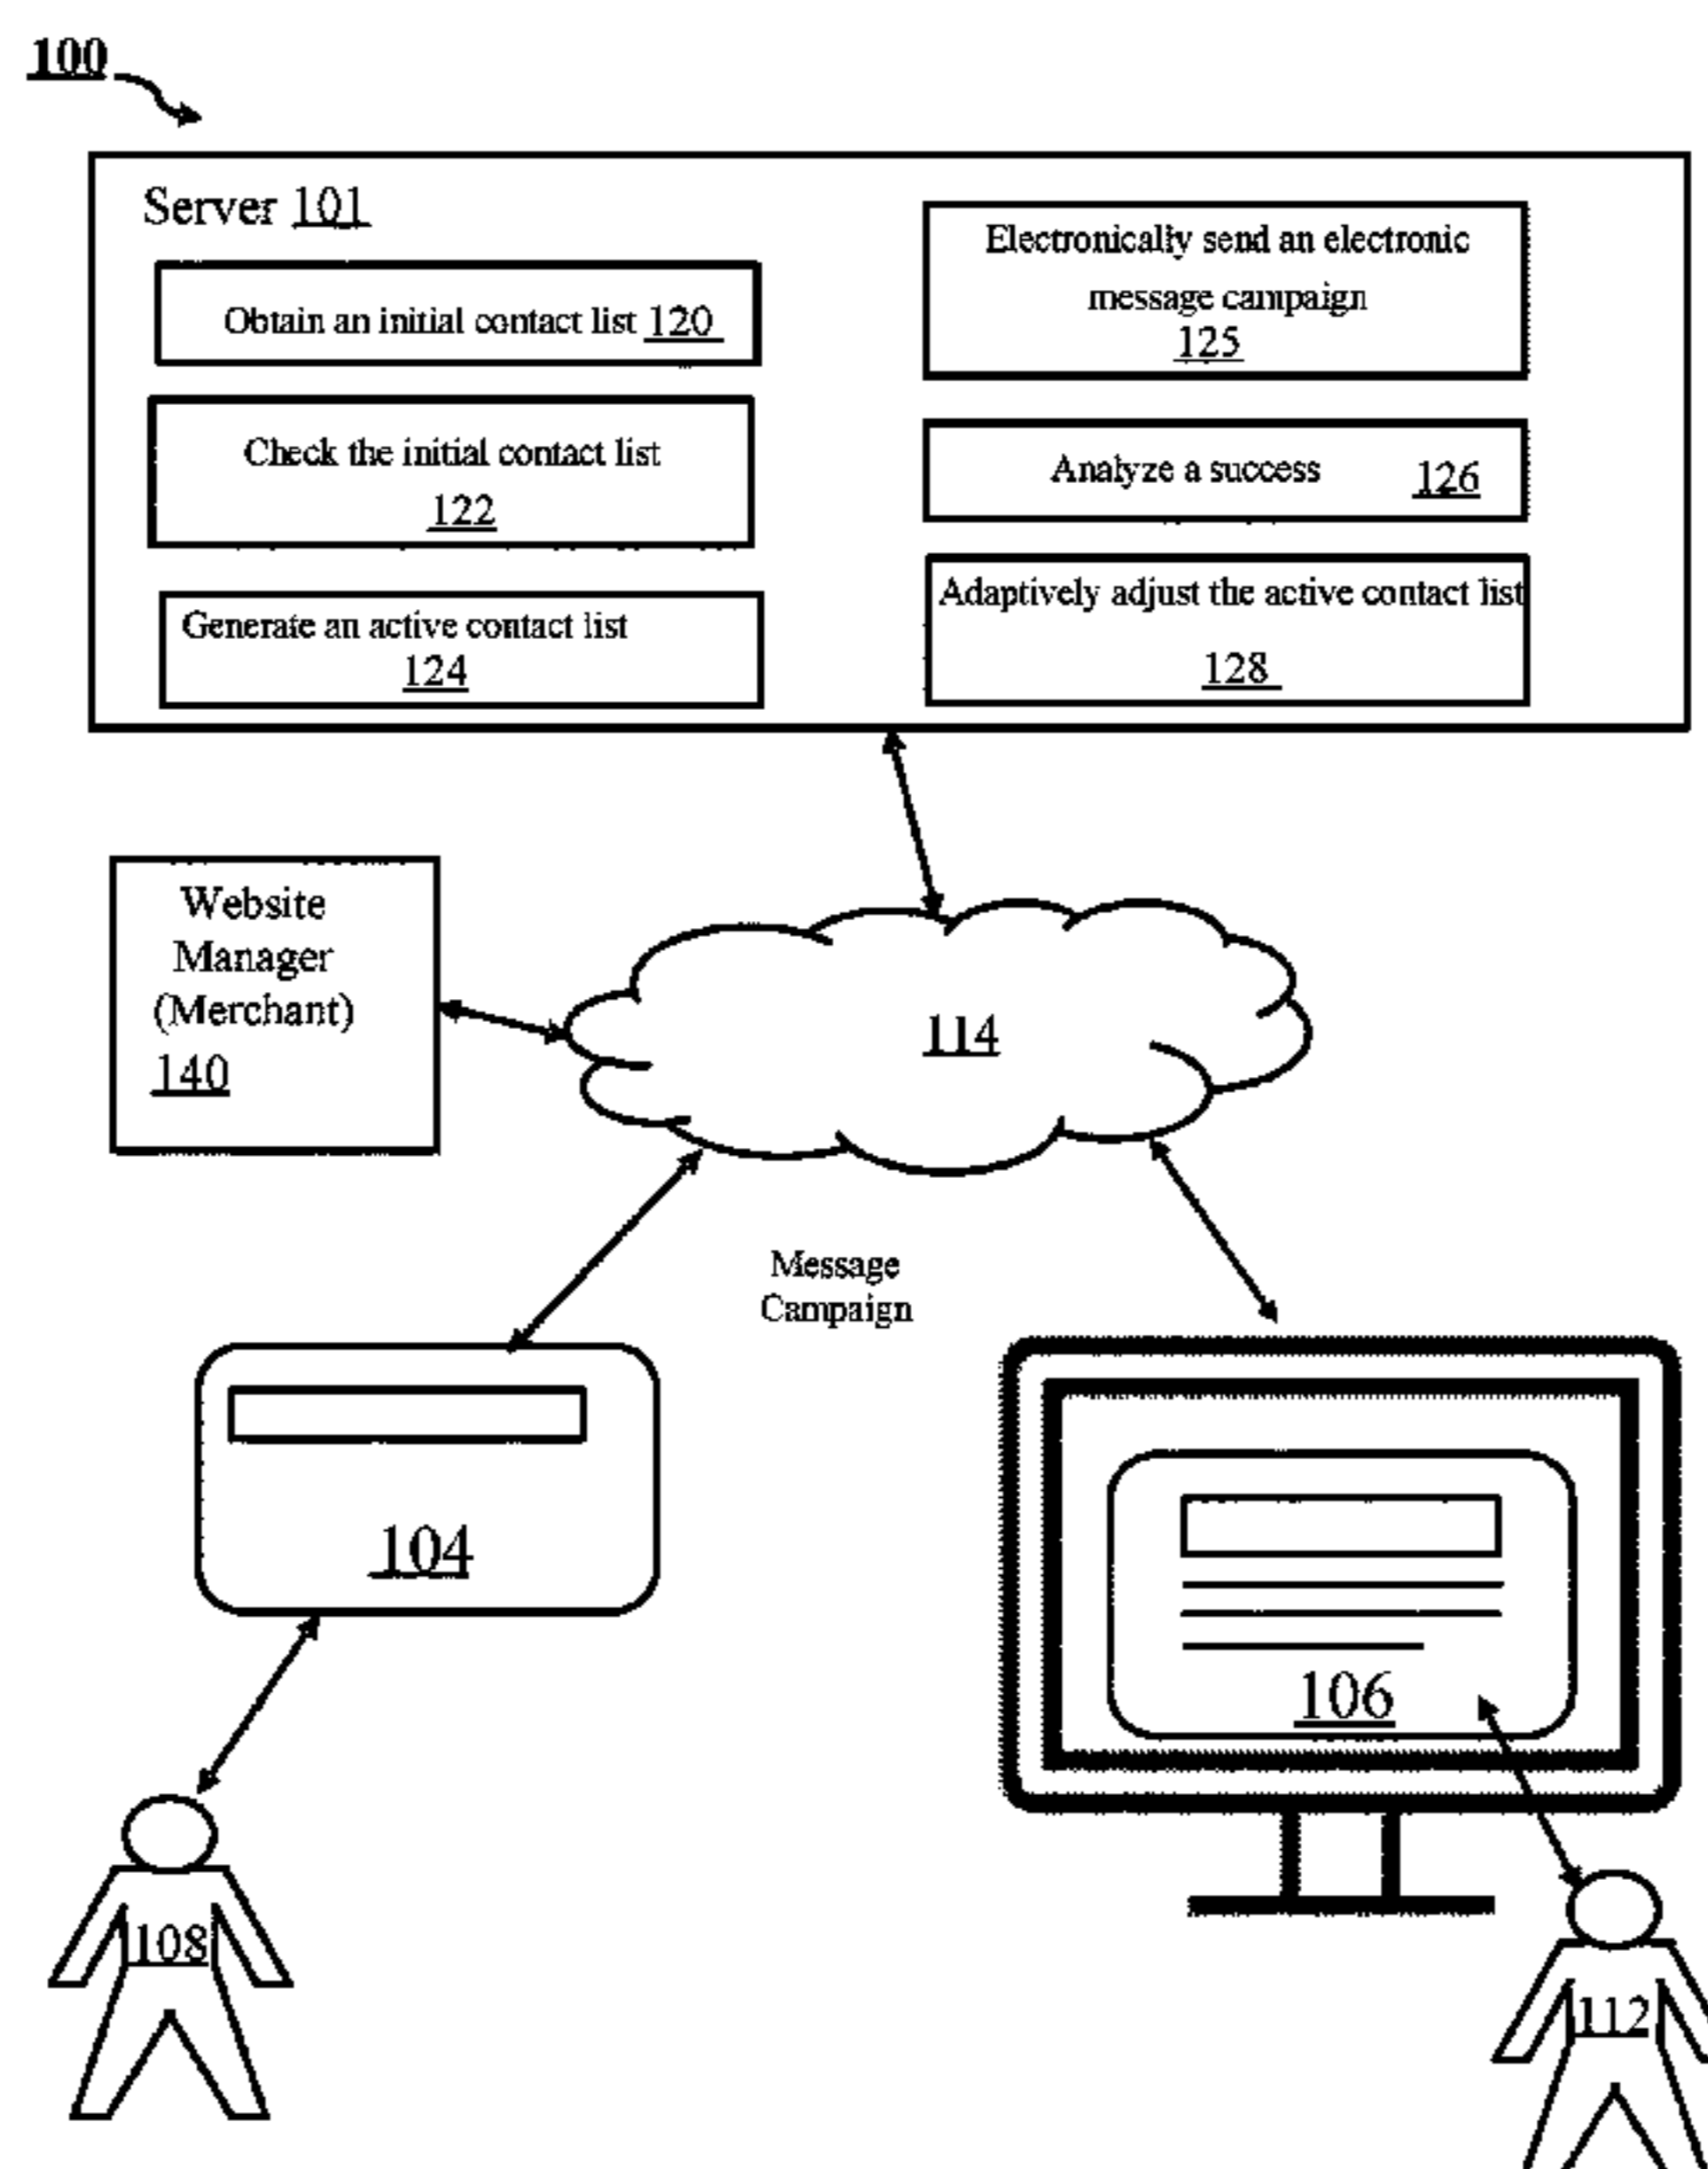 100
Server 101
Obtain an initial contact list 120
Check the initial contact list
122
Generate an active contact list
124
Electronically send an electronic
message campaign
125
Analyze a success 126
Adaptively adjust the active contact list
128
Website
Manager
(Merchant)
140
114
Message
Campaign
104
106
108
112